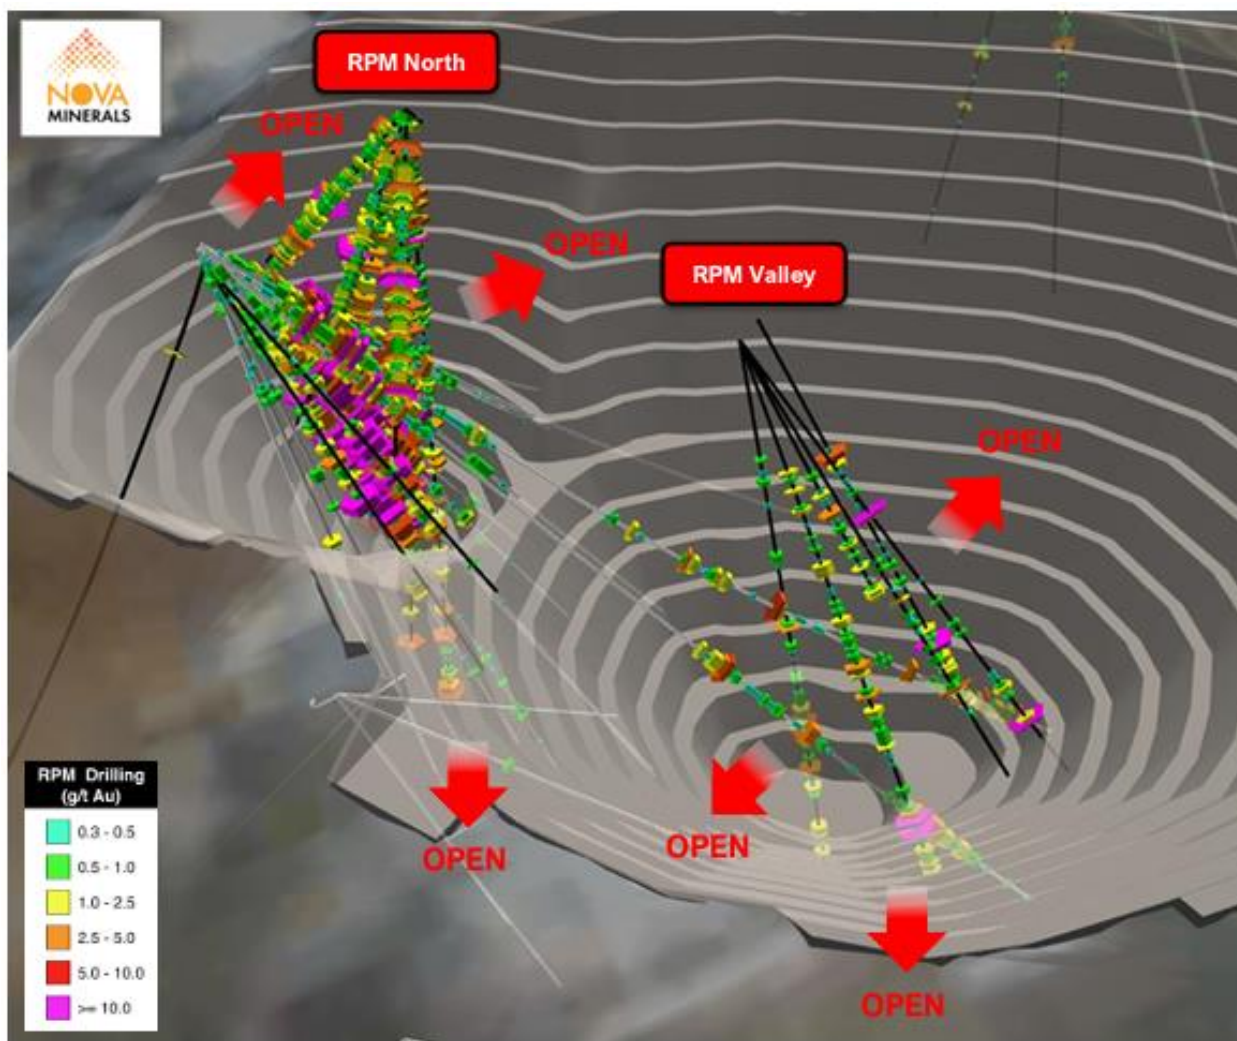 NOVA
MINERALS
RPM North
OPEN
OPEN
RPM Valley
OPEN
OPEN
OPEN
OPEN
RPM Drilling
(g/t Au)
0.3 - 0.5
0.5 - 1.0
1.0 - 2.5
2.5 - 5.0
5.0 - 10.0
>= 10.0